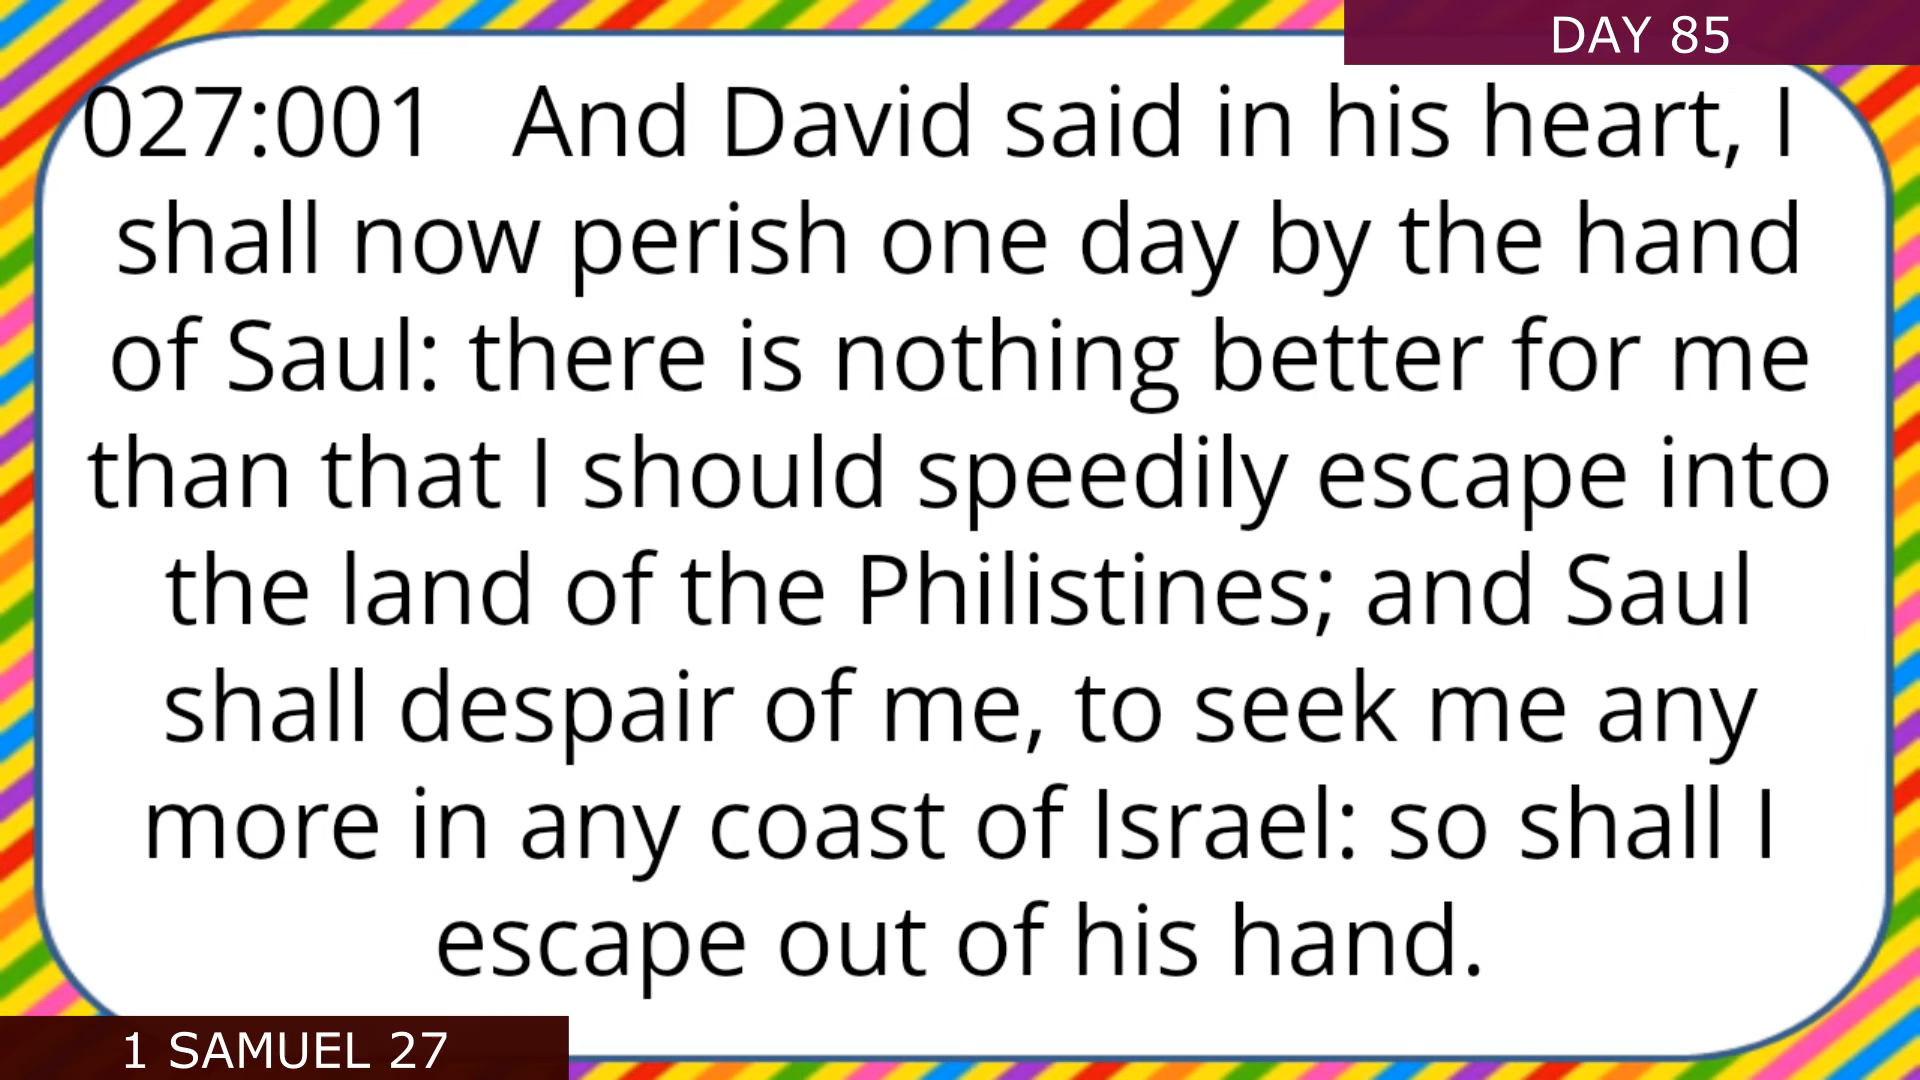 DAY 85
027:001 And David said in his heart, I
shall now perish one day by the hand
of Saul: there is nothing better for me
than that I should speedily escape into
the land of the Philistines; and Saul
shall despair of me, to seek me any
more in any coast of Israel: so shall I
escape out of his hand.
1 SAMUEL 27